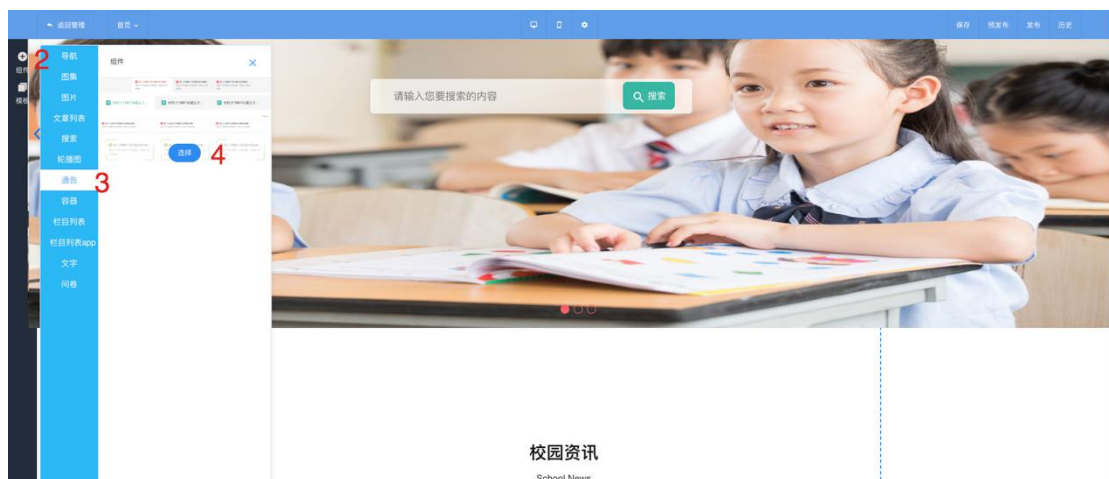 返回管理 首页 保存 预发布 发布 历史
2
组件
模板
导航
图集
图片
文章列表
搜索
轮播图
通告
3
容器
栏目列表
栏目列表app
文字
问卷
组件
选择
4
请输入您要搜索的内容 搜索
校园资讯
School News